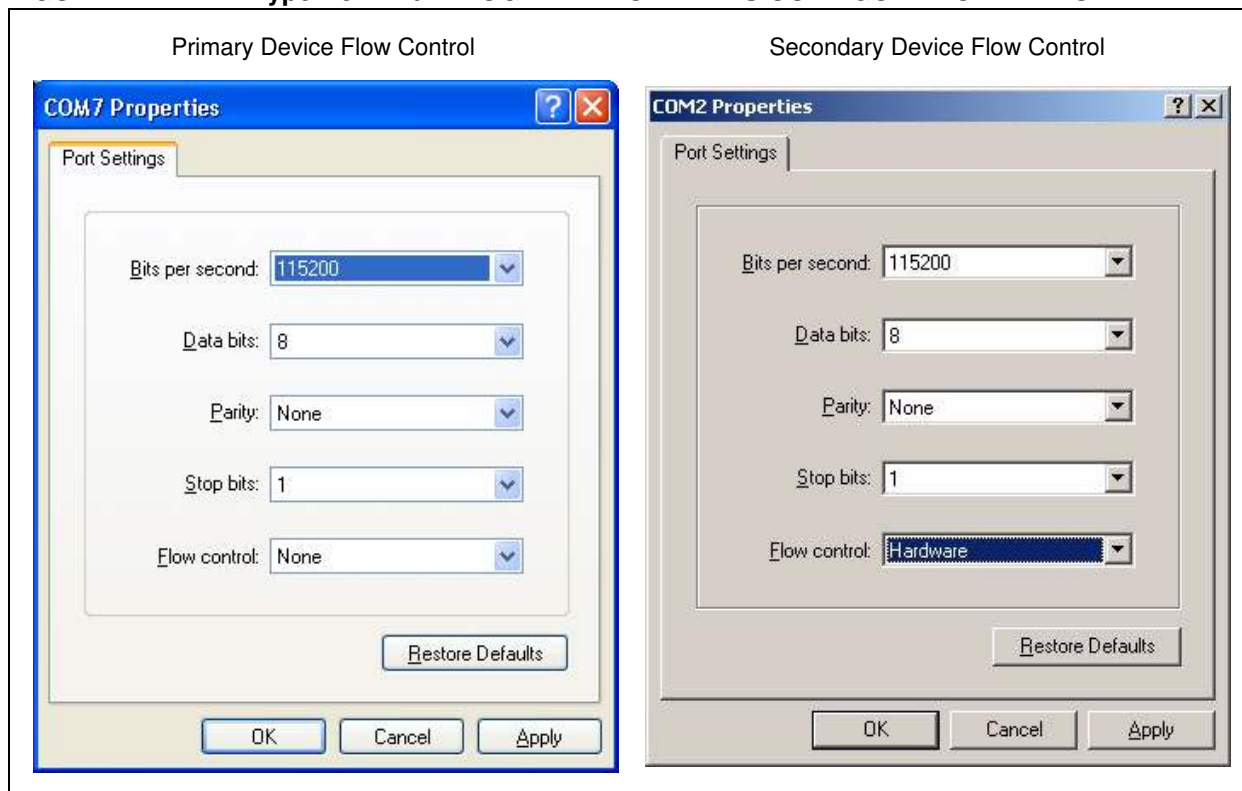 Primary Device Flow Control
Secondary Device Flow Control
COM7 Properties
Port Settings
Bits per second: 115200
Data bits: 8
Parity: None
Stop bits: 1
Flow control: None
Restore Defaults
OK Cancel Apply
COM2 Properties
Port Settings
Bits per second: 115200
Data bits: 8
Parity: None
Stop bits: 1
Flow control: Hardware
Restore Defaults
OK Cancel Apply